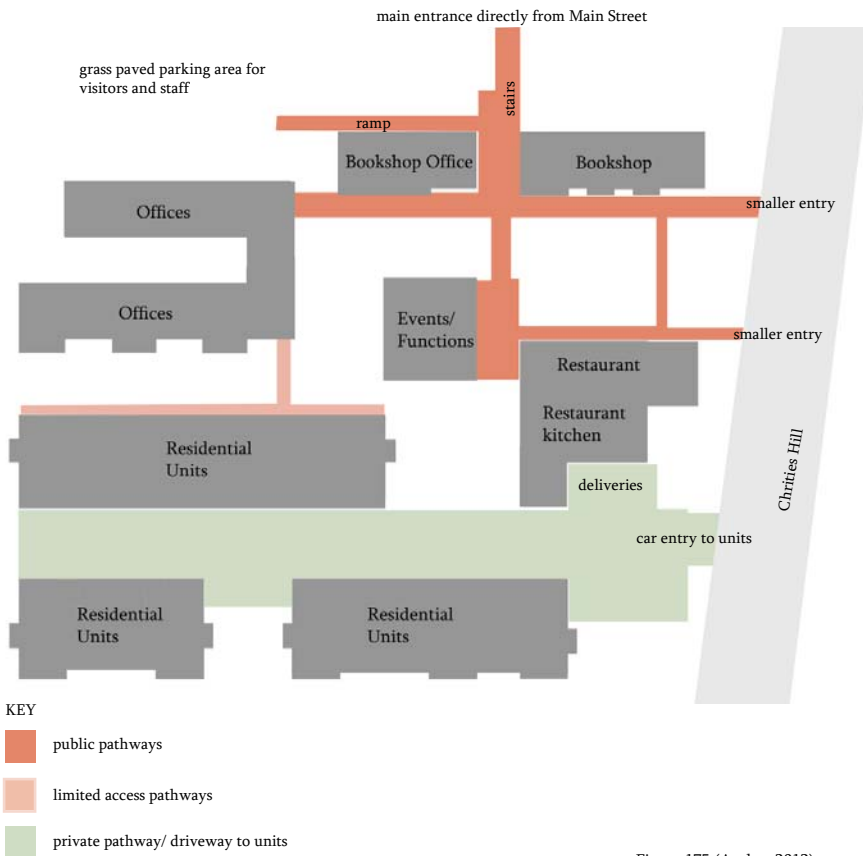 main entrance directly from Main Street
grass paved parking area for
visitors and staff
stairs
ramp
Bookshop Office
Bookshop
Offices
smaller entry
Offices
Events/
Functions
smaller entry
Restaurant
Restaurant
kitchen
Residential
Units
Chrities Hill
deliveries
car entry to units
Residential
Units
Residential
Units
KEY
public pathways
limited access pathways
private pathway/ driveway to units